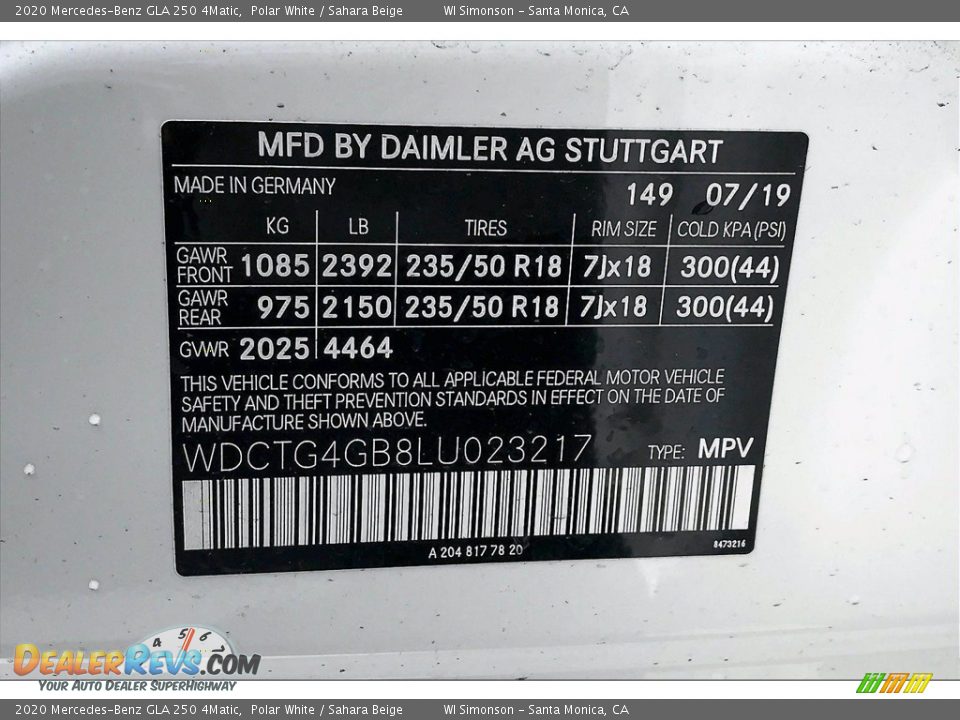 2020 Mercedes-Benz GLA 250 4Matic, Polar White / Sahara Beige WI Simonson - Santa Monica, CA
MFD BY DAIMLER AG STUTTGART
MADE IN GERMANY
149 07/19
KG LB TIRES RIM SIZE COLD KPA (PSI)
GAWR FRONT 1085 2392 235/50 R18 7Jx18 300(44)
GAWR REAR 975 2150 235/50 R18 7Jx18 300(44)
GVWR 2025 4464
THIS VEHICLE CONFORMS TO ALL APPLICABLE FEDERAL MOTOR VEHICLE
SAFETY AND THEFT PREVENTION STANDARDS IN EFFECT ON THE DATE OF
MANUFACTURE SHOWN ABOVE.
WDCTG4GB8LU023217 TYPE: MPV
A 204 817 78 20
8473216
4 5 6
DealerRevs.com
Your Auto Dealer SuperHighway
2020 Mercedes-Benz GLA 250 4Matic, Polar White / Sahara Beige WI Simonson - Santa Monica, CA